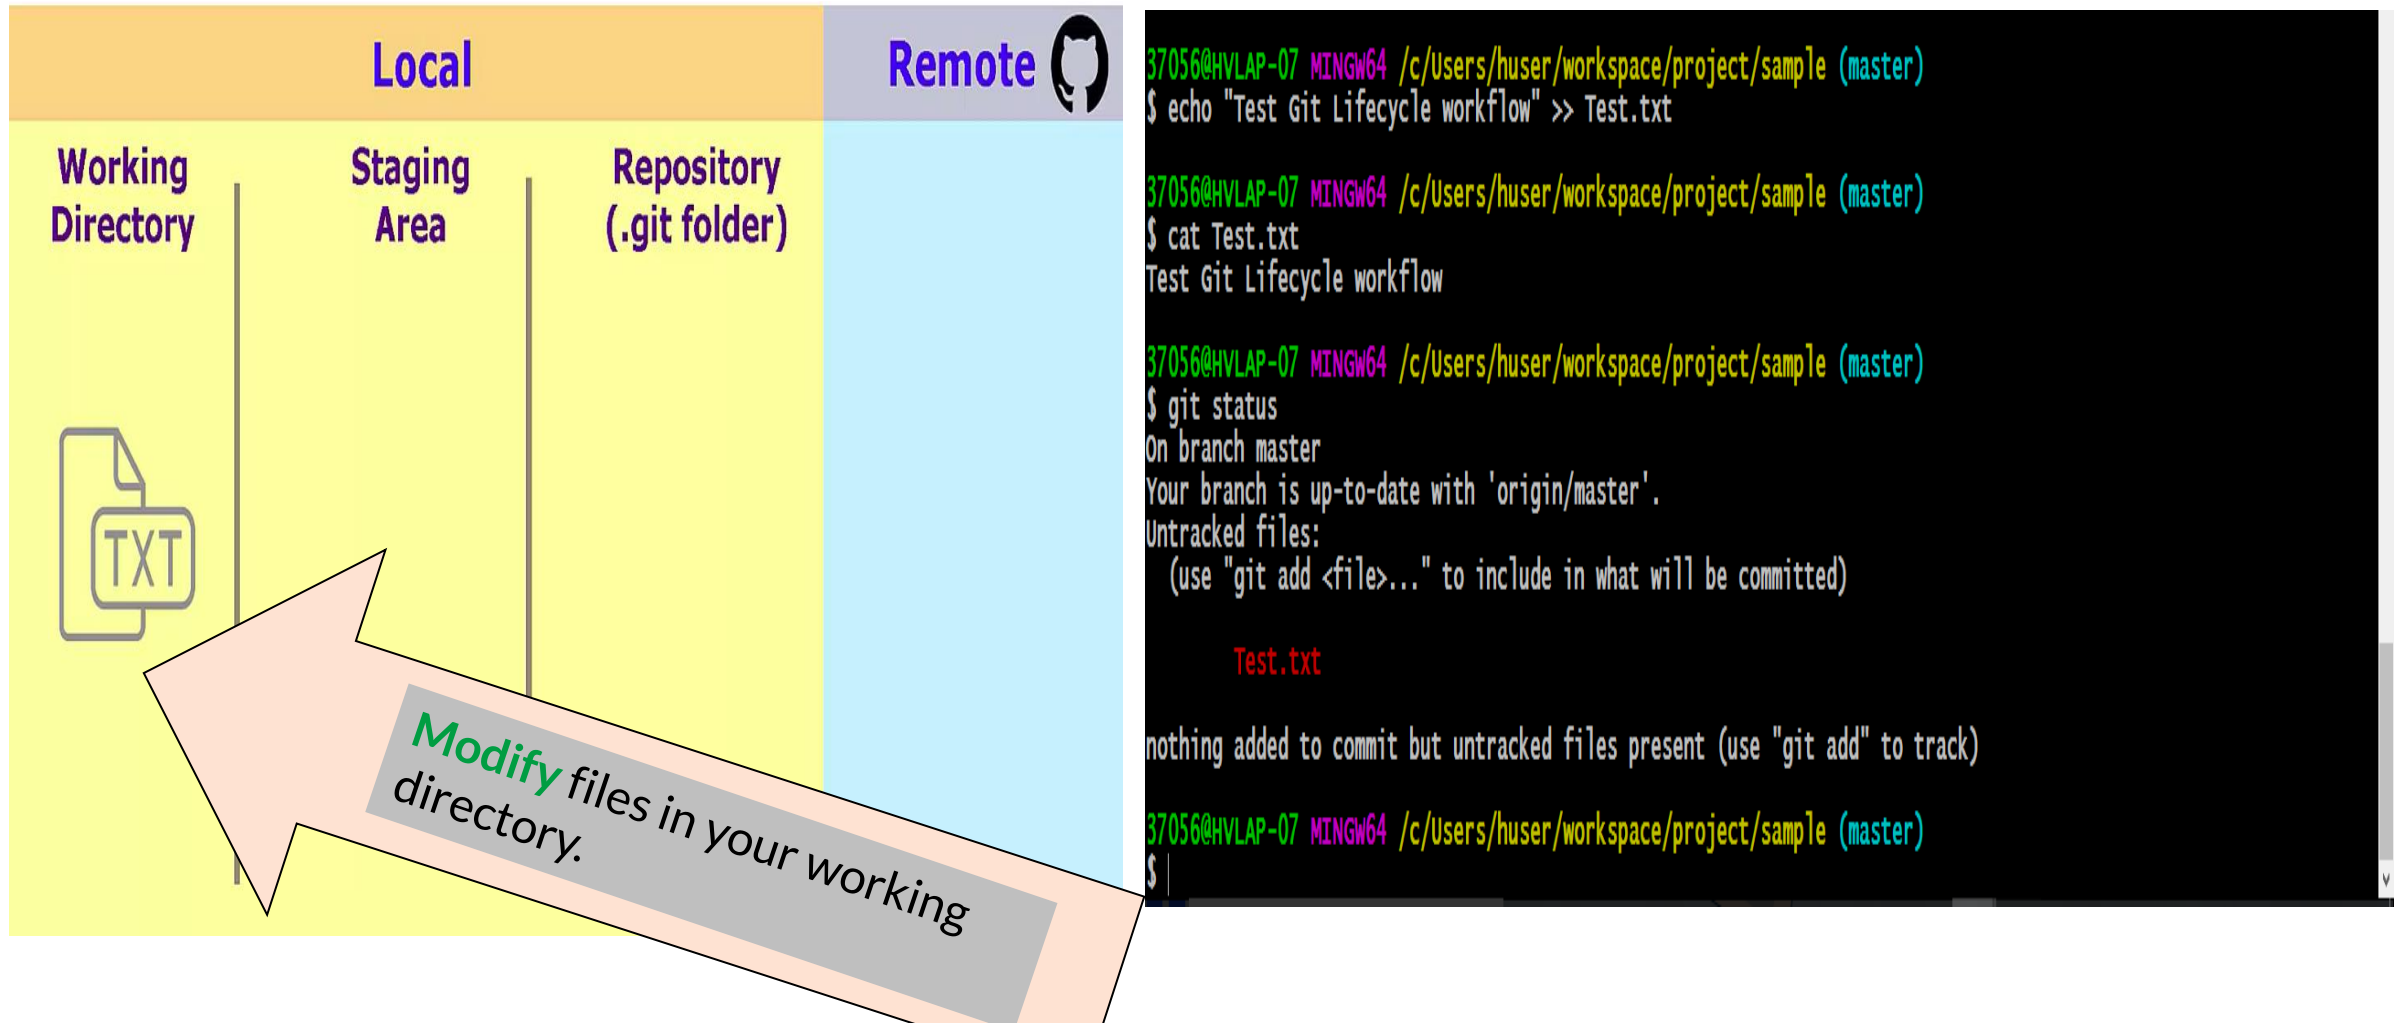 Local
Remote
Working
Directory
Staging
Area
Repository
(.git folder)
TXT
Modify files in your working
directory.
37056@HVLAP-07 MINGW64 /c/Users/huser/workspace/project/sample (master)
$ echo "Test Git Lifecycle workflow" >> Test.txt
37056@HVLAP-07 MINGW64 /c/Users/huser/workspace/project/sample (master)
$ cat Test.txt
Test Git Lifecycle workflow
37056@HVLAP-07 MINGW64 /c/Users/huser/workspace/project/sample (master)
$ git status
On branch master
Your branch is up-to-date with 'origin/master'.
Untracked files:
(use "git add <file>..." to include in what will be committed)
Test.txt
nothing added to commit but untracked files present (use "git add" to track)
37056@HVLAP-07 MINGW64 /c/Users/huser/workspace/project/sample (master)
$